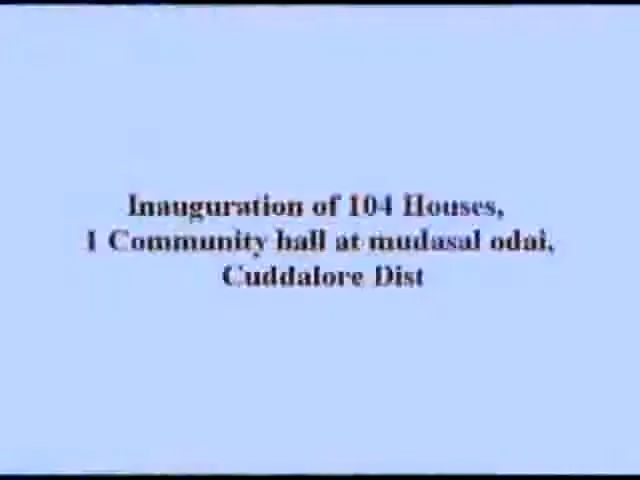 Inauguration of 104 Houses,
1 Community hall at mudasal odai,
Cuddalore Dist